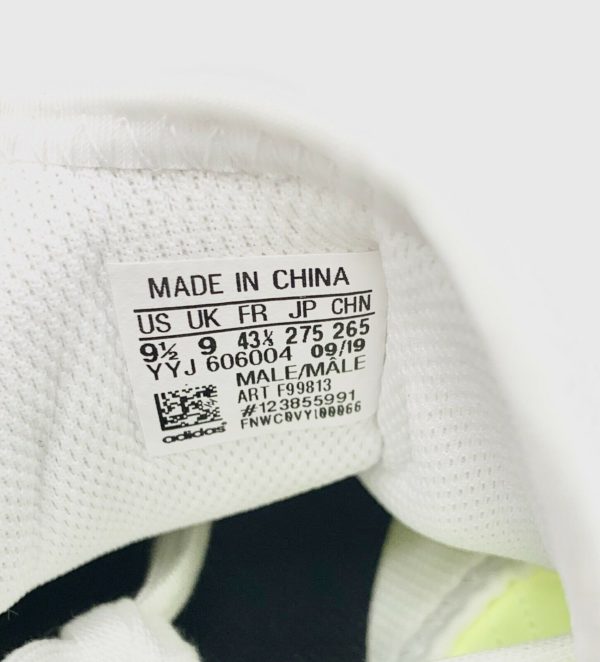 MADE IN CHINA
US UK FR JP CHN
9½ 9 43⅓ 275 265
YYJ 606004 09/19
MALE/MÂLE
ART F99813
#123855991
FNWC0VYI00066
adidas